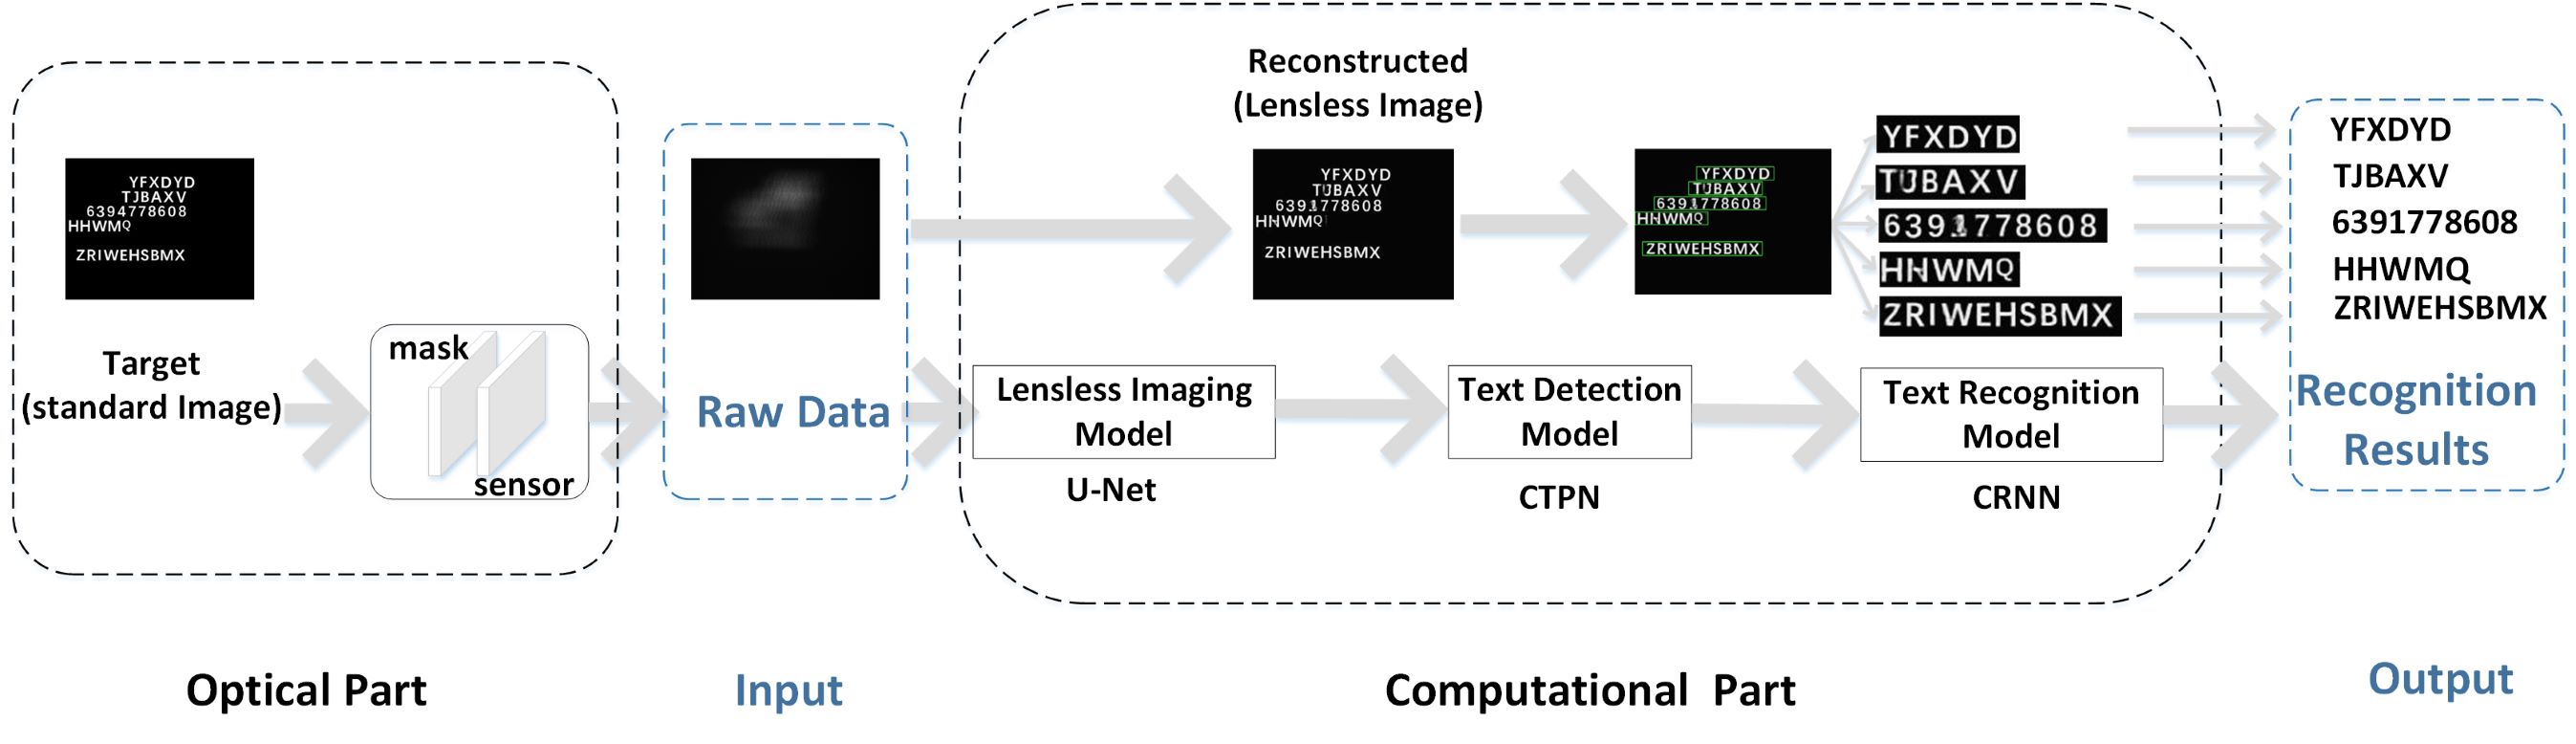 YFXDYD
TJBAXV
6394778608
HHWMQ
ZRIWEHSBMX
Target
(standard Image)
mask
sensor
Optical Part
Raw Data
Input
Reconstructed
(Lensless Image)
YFXDYD
TJBAXV
6391778608
HHWMQ
ZRIWEHSBMX
YFXDYD
TJBAXV
6391778608
HHWMQ
ZRIWEHSBMX
YFXDYD
TJBAXV
6391778608
HHWMQ
ZRIWEHSBMX
Lensless Imaging
Model
U-Net
Text Detection
Model
CTPN
Text Recognition
Model
CRNN
Computational Part
YFXDYD
TJBAXV
6391778608
HHWMQ
ZRIWEHSBMX
Recognition
Results
Output